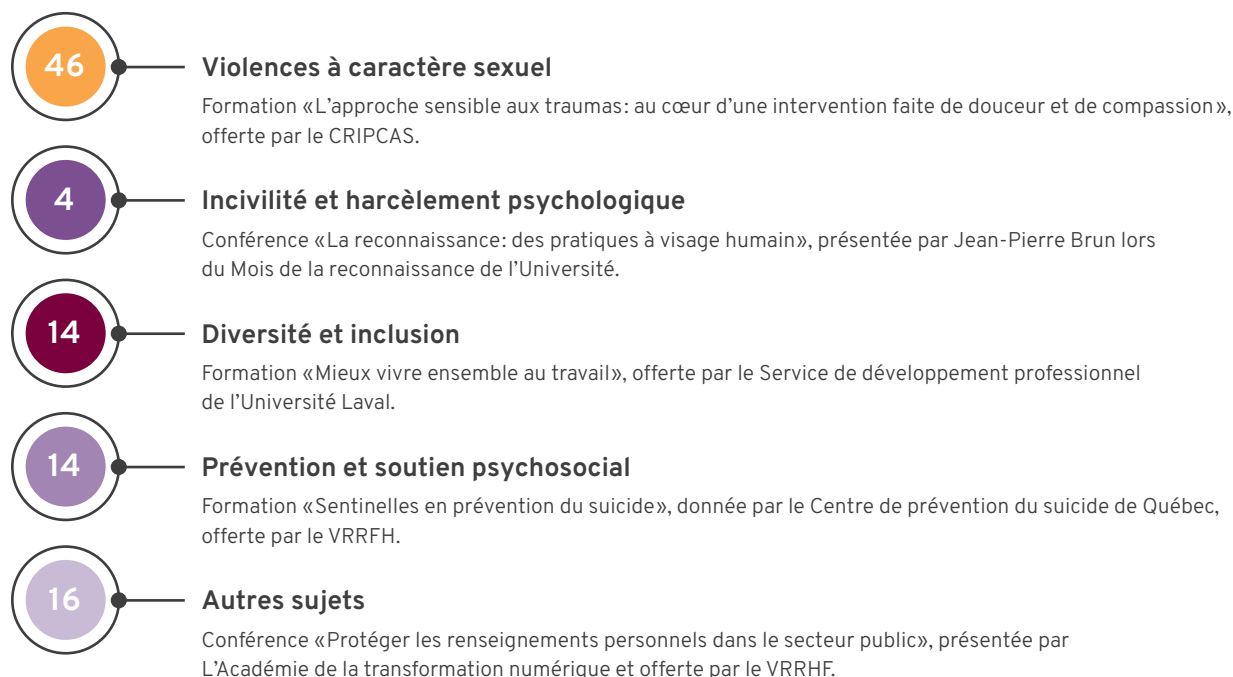 46
Violences à caractère sexuel
Formation «L’approche sensible aux traumas: au cœur d’une intervention faite de douceur et de compassion»,
offerte par le CRIPCAS.
4
Incivilité et harcèlement psychologique
Conférence «La reconnaissance: des pratiques à visage humain», présentée par Jean-Pierre Brun lors
du Mois de la reconnaissance de l’Université.
14
Diversité et inclusion
Formation «Mieux vivre ensemble au travail», offerte par le Service de développement professionnel
de l’Université Laval.
14
Prévention et soutien psychosocial
Formation «Sentinelles en prévention du suicide», donnée par le Centre de prévention du suicide de Québec,
offerte par le VRRFH.
16
Autres sujets
Conférence «Protéger les renseignements personnels dans le secteur public», présentée par
L’Académie de la transformation numérique et offerte par le VRRHF.